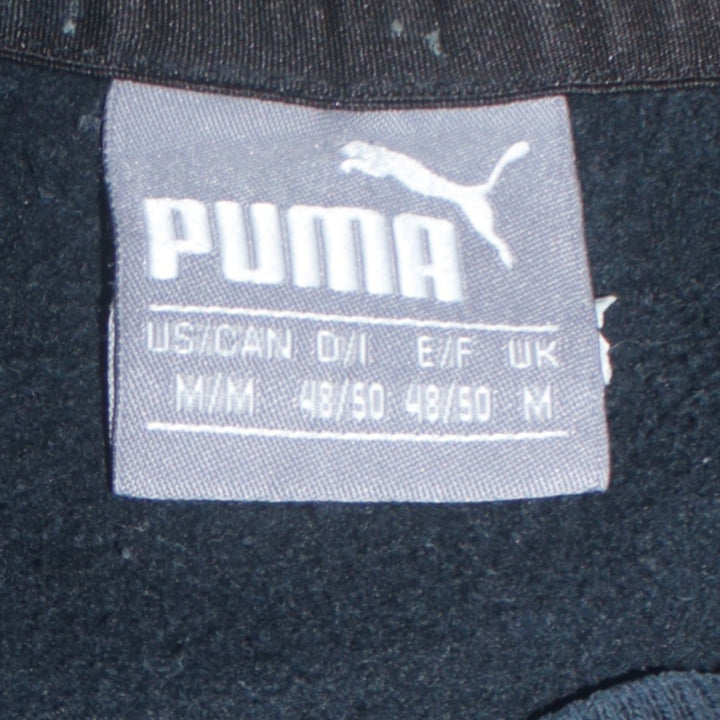 PUMA
US/CAN D/I E/F UK
M/M 48/50 48/50 M